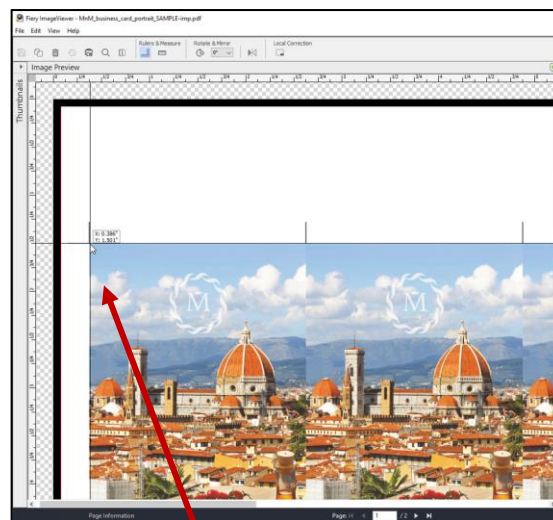 Fiery ImageViewer - MnM_business_card_portrait_SAMPLE-imp.pdf
File Edit View Help
Rulers & Measure
Rotate & Mirror
Local Correction
0°
Image Preview
Thumbnails
X: 0.386"
Y: 1.501"
M
M
Page Information
Page
1
/ 2